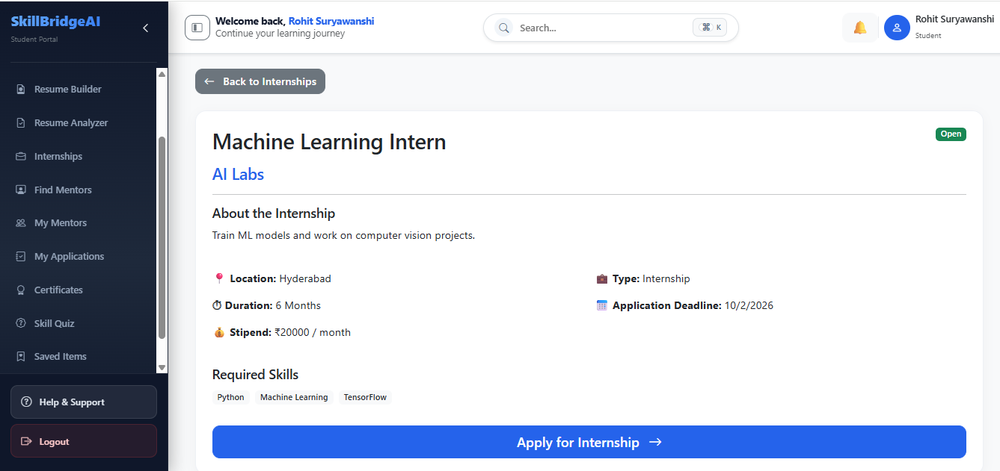 SkillBridgeAI
Student Portal
Resume Builder
Resume Analyzer
Internships
Find Mentors
My Mentors
My Applications
Certificates
Skill Quiz
Saved Items
Help & Support
Logout
Welcome back, Rohit Suryawanshi
Continue your learning journey
Search...
⌘ K
Rohit Suryawanshi
Student
← Back to Internships
Machine Learning Intern
Open
AI Labs
About the Internship
Train ML models and work on computer vision projects.
Location: Hyderabad
Type: Internship
Duration: 6 Months
Application Deadline: 10/2/2026
Stipend: ₹20000 / month
Required Skills
Python Machine Learning TensorFlow
Apply for Internship →